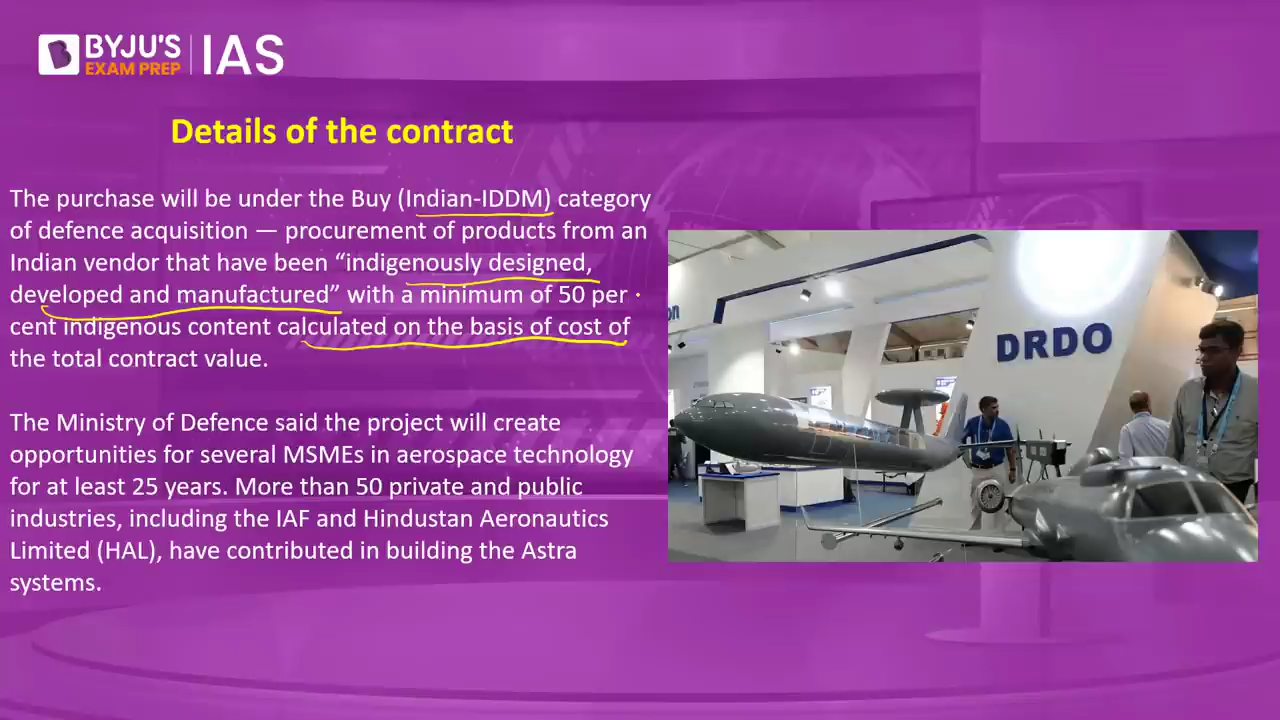 BYJU'S
EXAM PREP
IAS
Details of the contract
The purchase will be under the Buy (Indian-IDDM) category
of defence acquisition — procurement of products from an
Indian vendor that have been “indigenously designed,
developed and manufactured” with a minimum of 50 per
cent indigenous content calculated on the basis of cost of
the total contract value.
The Ministry of Defence said the project will create
opportunities for several MSMEs in aerospace technology
for at least 25 years. More than 50 private and public
industries, including the IAF and Hindustan Aeronautics
Limited (HAL), have contributed in building the Astra
systems.
DRDO